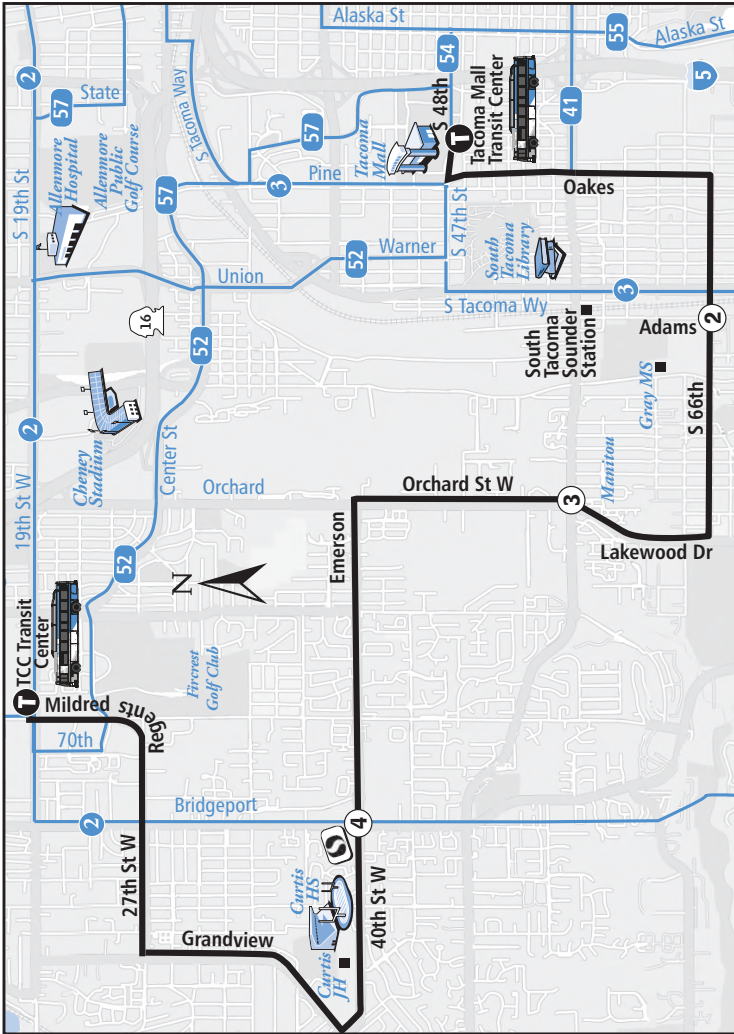 T
TCC Transit
Center
19th St W
2
S 19th St
2
Mildred
70th
Regents
2
27th St W
Bridgeport
Grandview
52
Cheney
Stadium
Center St
16
52
Allenmore
Hospital
Allenmore
Public
Golf Course
57
State
57
S Tacoma Way
Union
N
Fircrest
Golf Club
Orchard
3
Pine
57
Warner
52
Tacoma
Mall
Alaska St
Curtis
HS
Curtis
JH
4
40th St W
Emerson
Orchard St W
S 47th St
S 48th
54
T
Tacoma Mall
Transit Center
South
Tacoma
Library
S Tacoma Wy
3
South
Tacoma
Sounder
Station
41
55
Alaska St
Oakes
3
Manitou
Gray MS
Lakewood Dr
S 66th
Adams
2
5